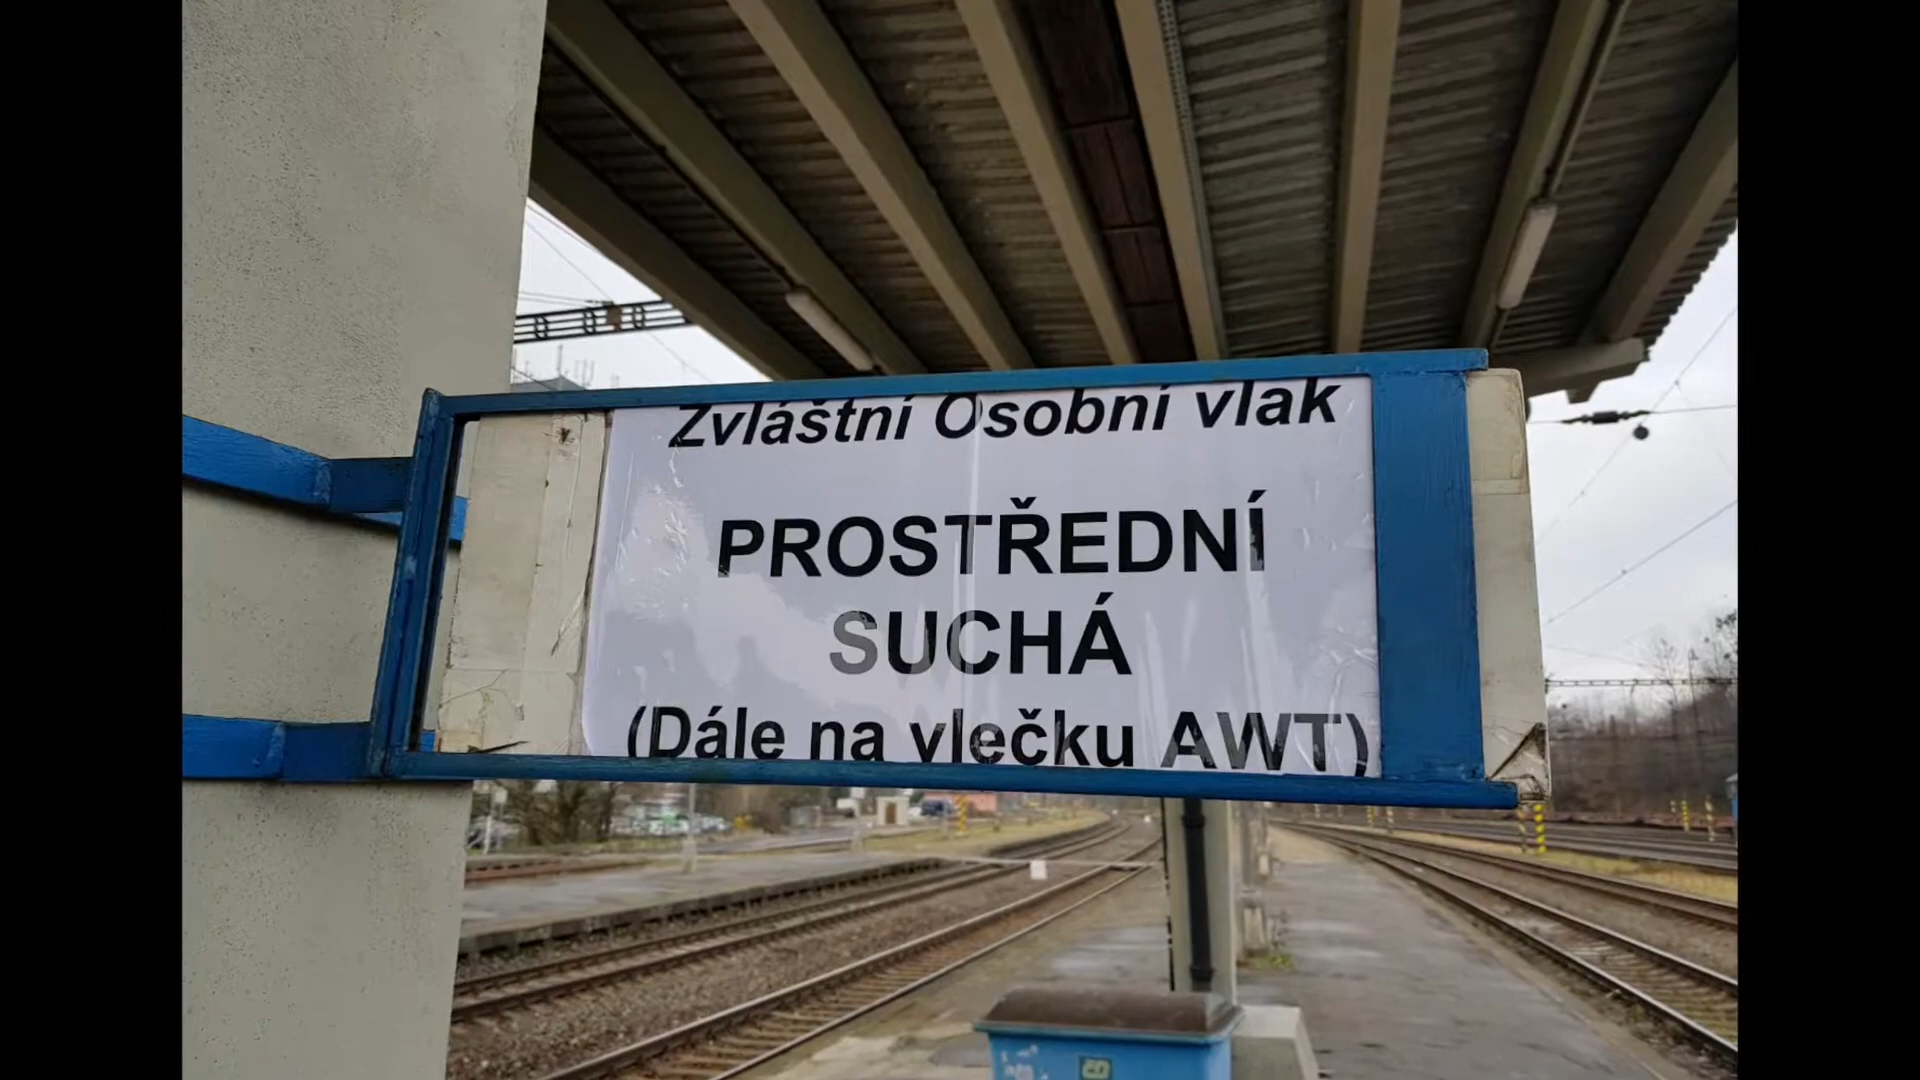 Zvláštní Osobní vlak
PROSTŘEDNÍ
SUCHÁ
(Dále na vlečku AWT)